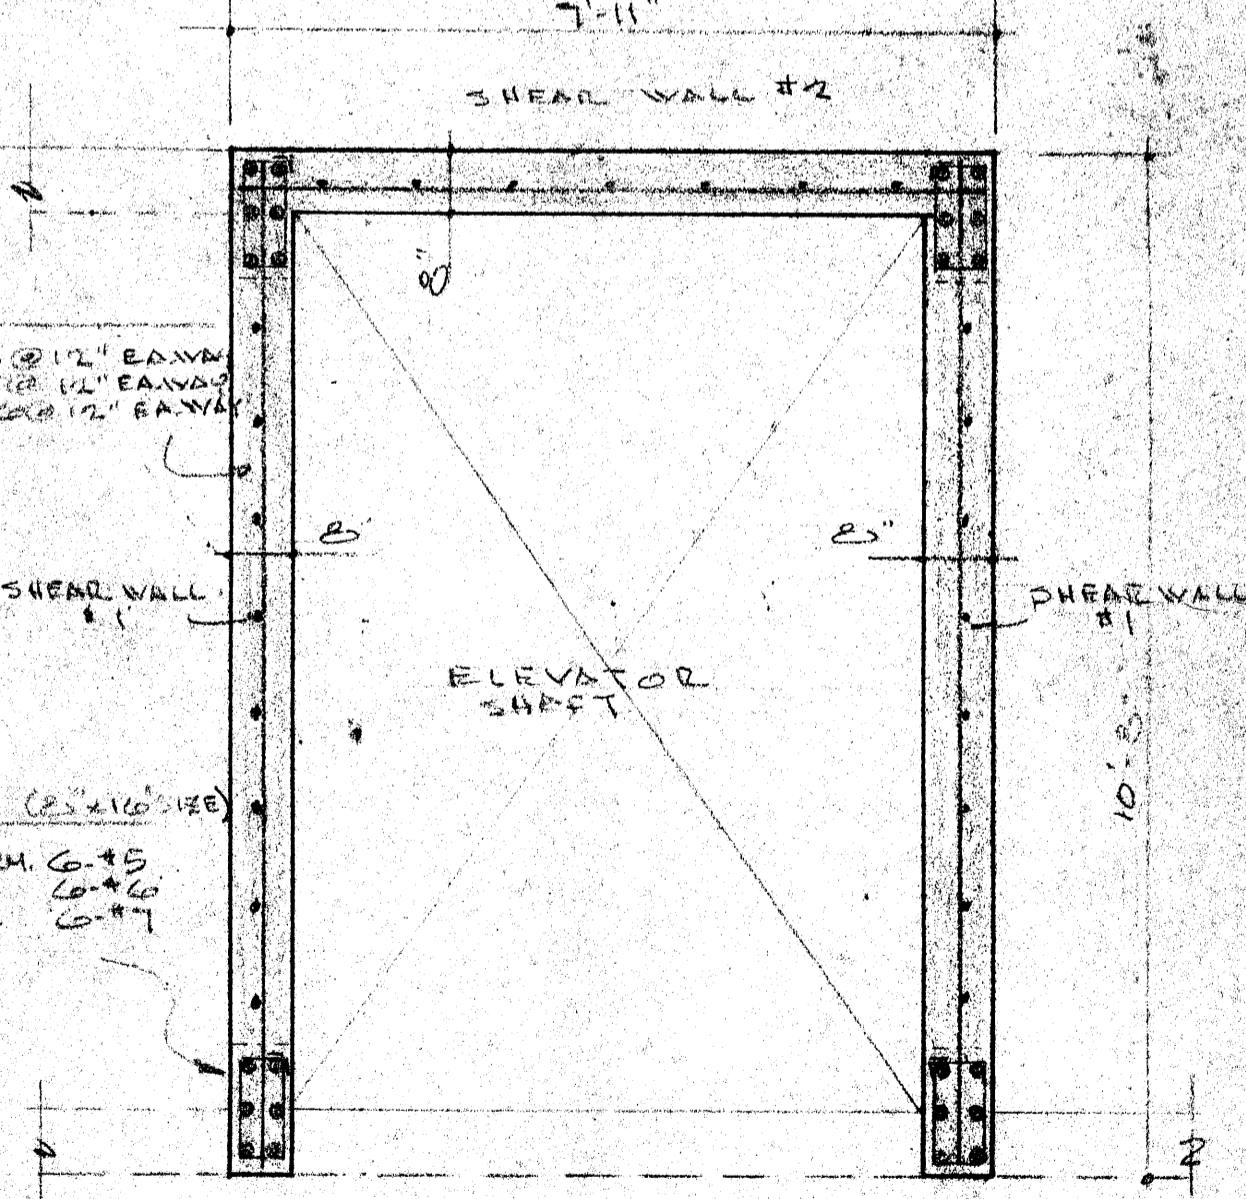 7'-11"
SHEAR WALL #2
8"
@ 12" EA.WA
@ 12" EA.WAY
@ 12" EA.WAY
8"
8"
SHEAR WALL
#1
SHEAR WALL
#1
ELEVATOR
SHAFT
10'-8"
(8"x16" SIZE)
6-#5
6-#6
6-#7